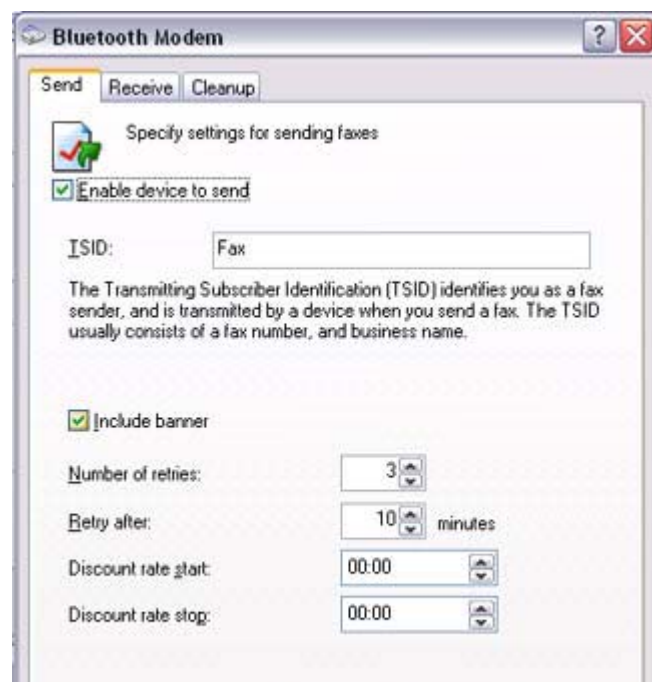 Bluetooth Modem
Send Receive Cleanup
Specify settings for sending faxes
Enable device to send
TSID: Fax
The Transmitting Subscriber Identification (TSID) identifies you as a fax
sender, and is transmitted by a device when you send a fax. The TSID
usually consists of a fax number, and business name.
Include banner
Number of retries: 3
Retry after: 10 minutes
Discount rate start: 00:00
Discount rate stop: 00:00